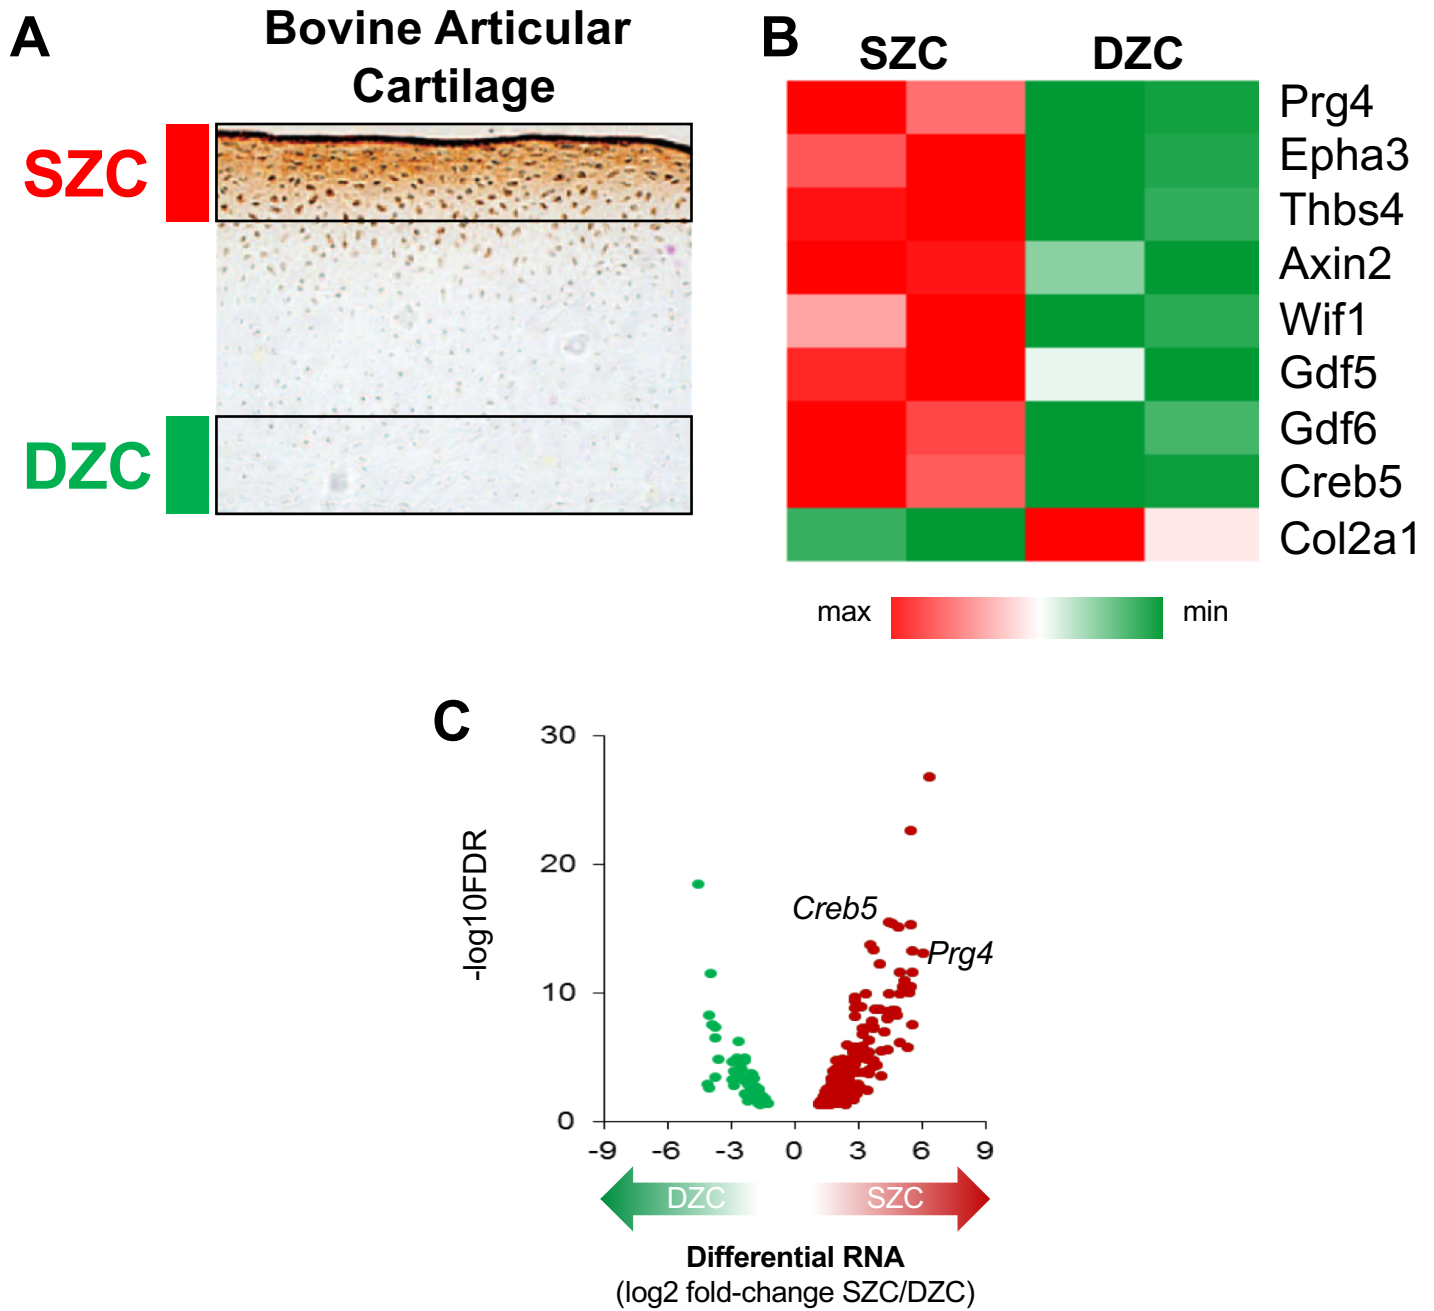 A
Bovine Articular
Cartilage
SZC
DZC
B
SZC DZC
Prg4
Epha3
Thbs4
Axin2
Wif1
Gdf5
Gdf6
Creb5
Col2a1
max min
C
30
20
10
0
-log10FDR
Creb5
Prg4
-9 -6 -3 0 3 6 9
DZC SZC
Differential RNA
(log2 fold-change SZC/DZC)